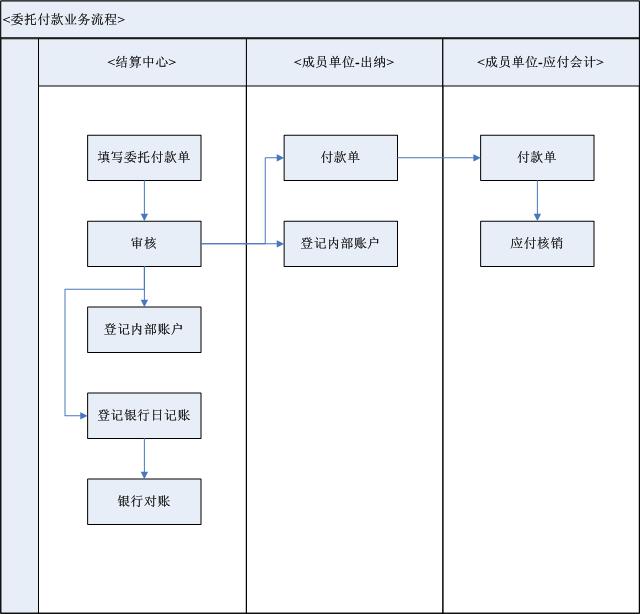 <委托付款业务流程>
<结算中心>
<成员单位-出纳>
<成员单位-应付会计>
填写委托付款单
付款单
付款单
审核
登记内部账户
应付核销
登记内部账户
登记银行日记账
银行对账